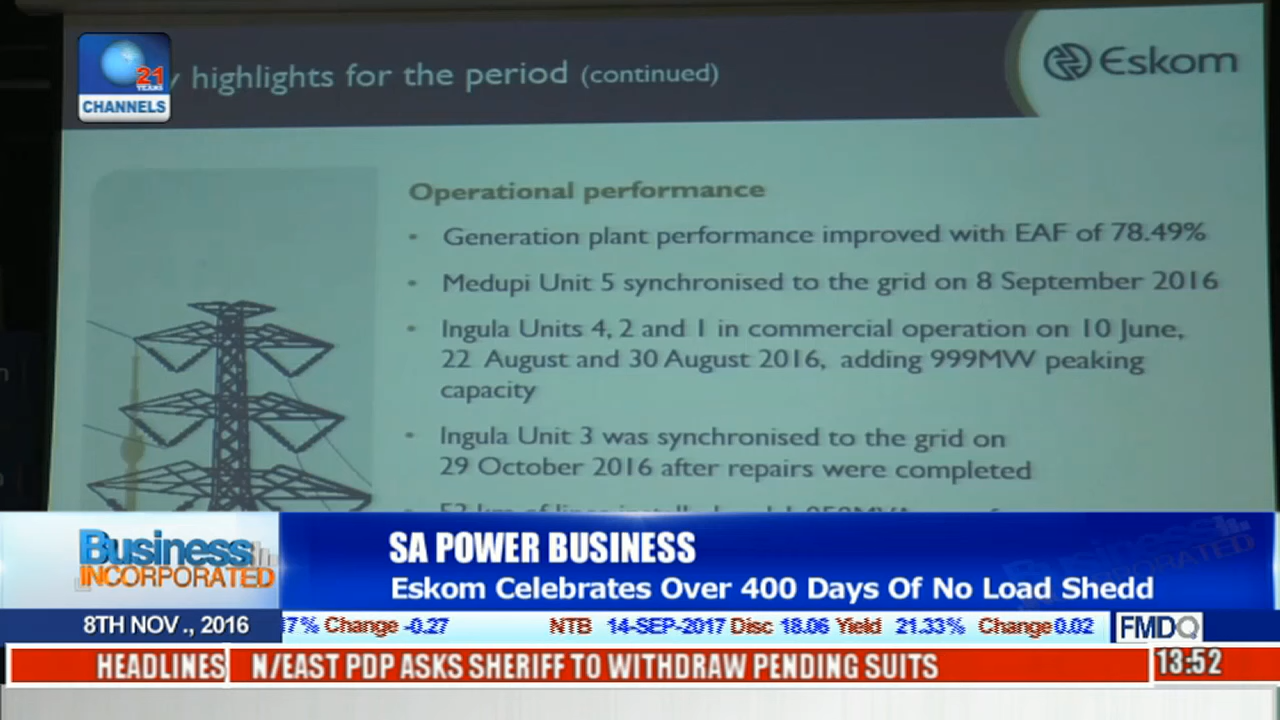 21
YEARS
CHANNELS
y highlights for the period (continued)
Eskom
Operational performance
• Generation plant performance improved with EAF of 78.49%
• Medupi Unit 5 synchronised to the grid on 8 September 2016
• Ingula Units 4, 2 and 1 in commercial operation on 10 June,
22 August and 30 August 2016, adding 999MW peaking
capacity
• Ingula Unit 3 was synchronised to the grid on
29 October 2016 after repairs were completed
Business
INCORPORATED
SA POWER BUSINESS
Eskom Celebrates Over 400 Days Of No Load Shedd
Business
INCORPORATED
8TH NOV ., 2016
7% Change -0.27 NTB 14-SEP-2017 Disc 18.06 Yield 21.33% Change 0.02
FMDQ
HEADLINES N/EAST PDP ASKS SHERIFF TO WITHDRAW PENDING SUITS
13:52